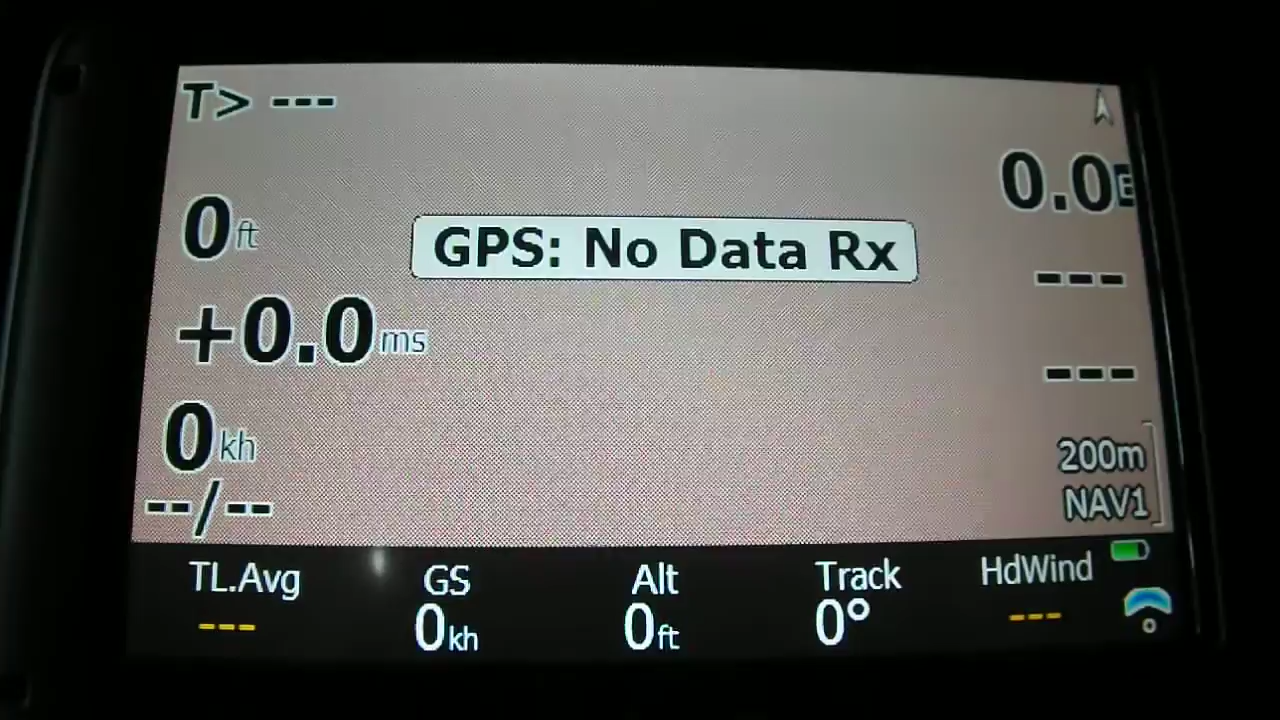 T> ---
0.0E
0ft
GPS: No Data Rx
---
+0.0ms
---
0kh
200m
--/--
NAV1
TL.Avg GS Alt Track HdWind
--- 0kh 0ft 0° ---